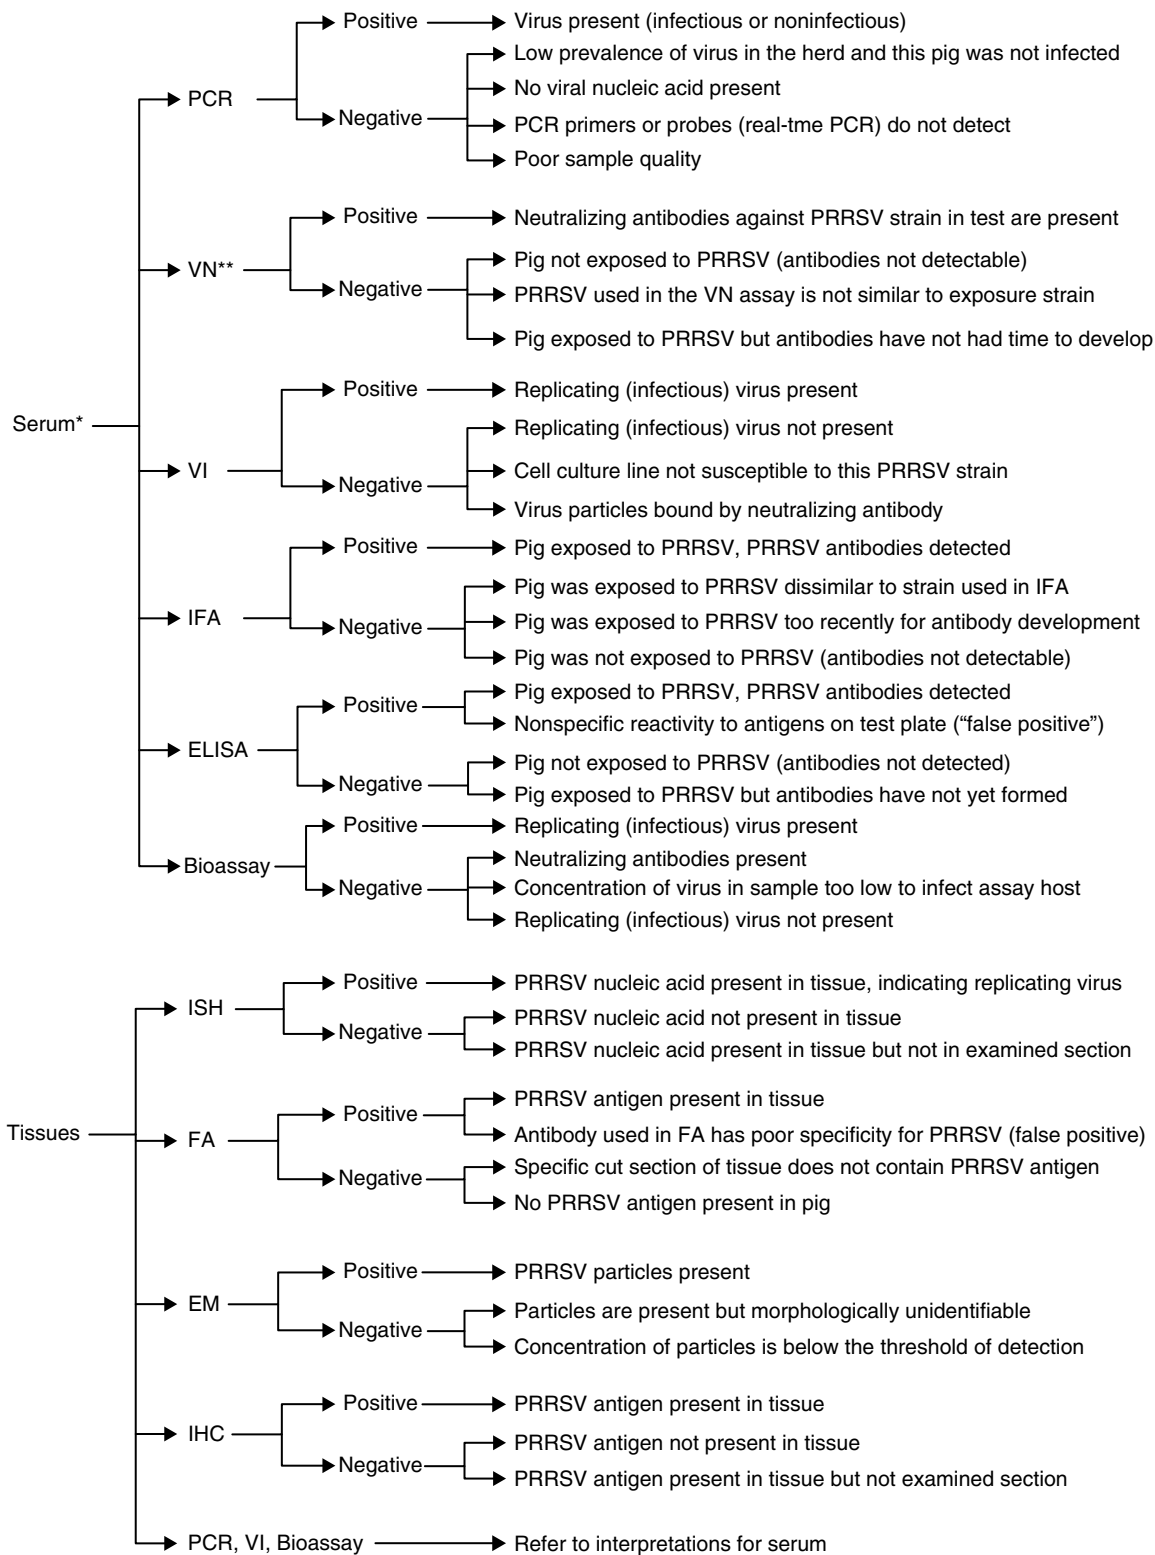 Positive
Virus present (infectious or noninfectious)
Low prevalence of virus in the herd and this pig was not infected
No viral nucleic acid present
PCR
Negative
PCR primers or probes (real-tme PCR) do not detect
Poor sample quality
Positive
Neutralizing antibodies against PRRSV strain in test are present
VN**
Pig not exposed to PRRSV (antibodies not detectable)
Negative
PRRSV used in the VN assay is not similar to exposure strain
Pig exposed to PRRSV but antibodies have not had time to develop
Positive
Replicating (infectious) virus present
Serum*
Replicating (infectious) virus not present
VI
Cell culture line not susceptible to this PRRSV strain
Negative
Virus particles bound by neutralizing antibody
Positive
Pig exposed to PRRSV, PRRSV antibodies detected
Pig was exposed to PRRSV dissimilar to strain used in IFA
IFA
Negative
Pig was exposed to PRRSV too recently for antibody development
Pig was not exposed to PRRSV (antibodies not detectable)
Positive
Pig exposed to PRRSV, PRRSV antibodies detected
Nonspecific reactivity to antigens on test plate (“false positive”)
ELISA
Pig not exposed to PRRSV (antibodies not detected)
Negative
Pig exposed to PRRSV but antibodies have not yet formed
Positive
Replicating (infectious) virus present
Bioassay
Neutralizing antibodies present
Negative
Concentration of virus in sample too low to infect assay host
Replicating (infectious) virus not present
Positive
PRRSV nucleic acid present in tissue, indicating replicating virus
ISH
PRRSV nucleic acid not present in tissue
Negative
PRRSV nucleic acid present in tissue but not in examined section
Positive
PRRSV antigen present in tissue
Tissues
FA
Antibody used in FA has poor specificity for PRRSV (false positive)
Specific cut section of tissue does not contain PRRSV antigen
Negative
No PRRSV antigen present in pig
Positive
PRRSV particles present
EM
Particles are present but morphologically unidentifiable
Negative
Concentration of particles is below the threshold of detection
Positive
PRRSV antigen present in tissue
IHC
PRRSV antigen not present in tissue
Negative
PRRSV antigen present in tissue but not examined section
PCR, VI, Bioassay
Refer to interpretations for serum